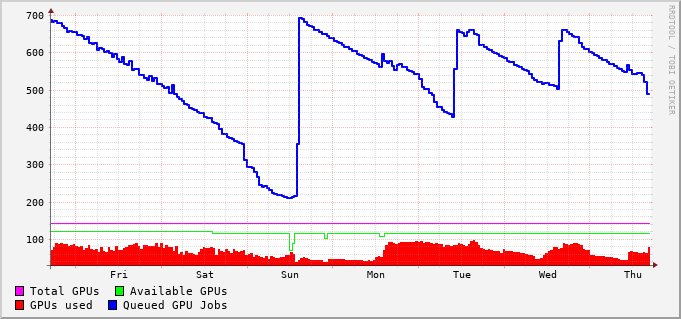 700
600
500
400
300
200
100
Fri Sat Sun Mon Tue Wed Thu
Total GPUs Available GPUs
GPUs used Queued GPU Jobs
RRDTOOL / TOBI OETIKER